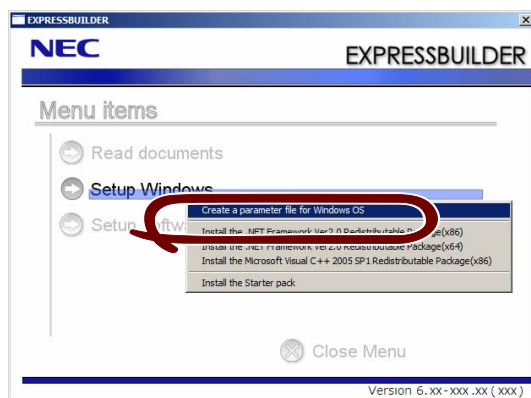 EXPRESSBUILDER
NEC
EXPRESSBUILDER
Menu items
Read documents
Setup Windows
Create a parameter file for Windows OS
Setup
Install the .NET Framework Ver2.0 Redistributable Package(x86)
Install the .NET Framework Ver2.0 Redistributable Package(x64)
Install the Microsoft Visual C++ 2005 SP1 Redistributable Package(x86)
Install the Starter pack
Close Menu
Version 6.xx-xxx.xx (xxx)